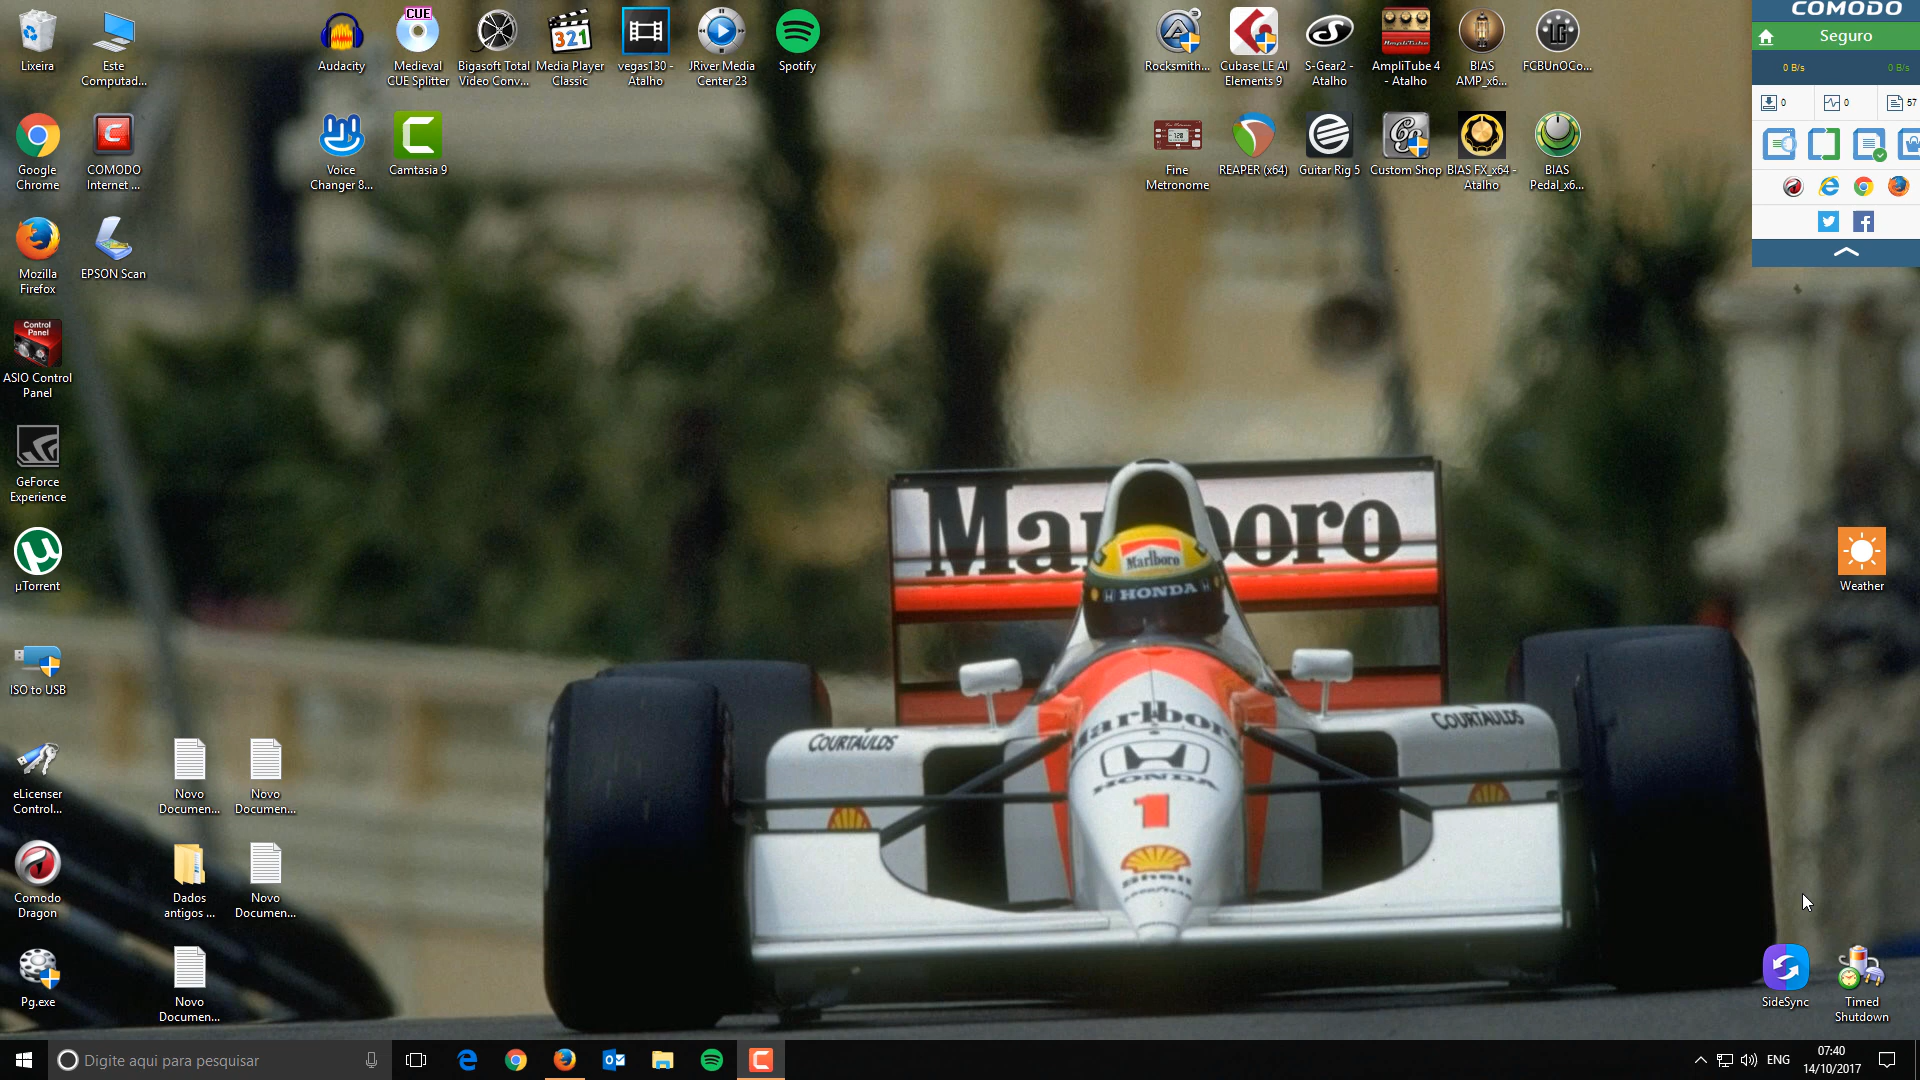 Lixeira
Este
Computad...
Audacity
CUE
Medieval
CUE Splitter
Bigasoft Total
Video Conv...
321
Media Player
Classic
vegas130 -
Atalho
JRiver Media
Center 23
Spotify
Rocksmith...
Cubase LE AI
Elements 9
S-Gear2 -
Atalho
AmpliTube 4
- Atalho
BIAS
AMP_x6...
FCBUnOCo...
COMODO
Seguro
0 B/s
0 B/s
0
0
57
Google
Chrome
COMODO
Internet ...
Voice
Changer 8...
Camtasia 9
Fine
Metronome
REAPER (x64)
Guitar Rig 5
Custom Shop
BIAS FX_x64 -
Atalho
BIAS
Pedal_x6...
Mozilla
Firefox
EPSON Scan
Control
Panel
ASIO Control
Panel
GeForce
Experience
µTorrent
ISO to USB
Weather
Marlboro
Marlboro
HONDA
Marlboro
COURTAULDS
COURTAULDS
HONDA
1
Shell
eLicenser
Control...
Novo
Documen...
Novo
Documen...
Comodo
Dragon
Dados
antigos ...
Novo
Documen...
Pg.exe
Novo
Documen...
SideSync
Timed
Shutdown
Digite aqui para pesquisar
ENG
07:40
14/10/2017